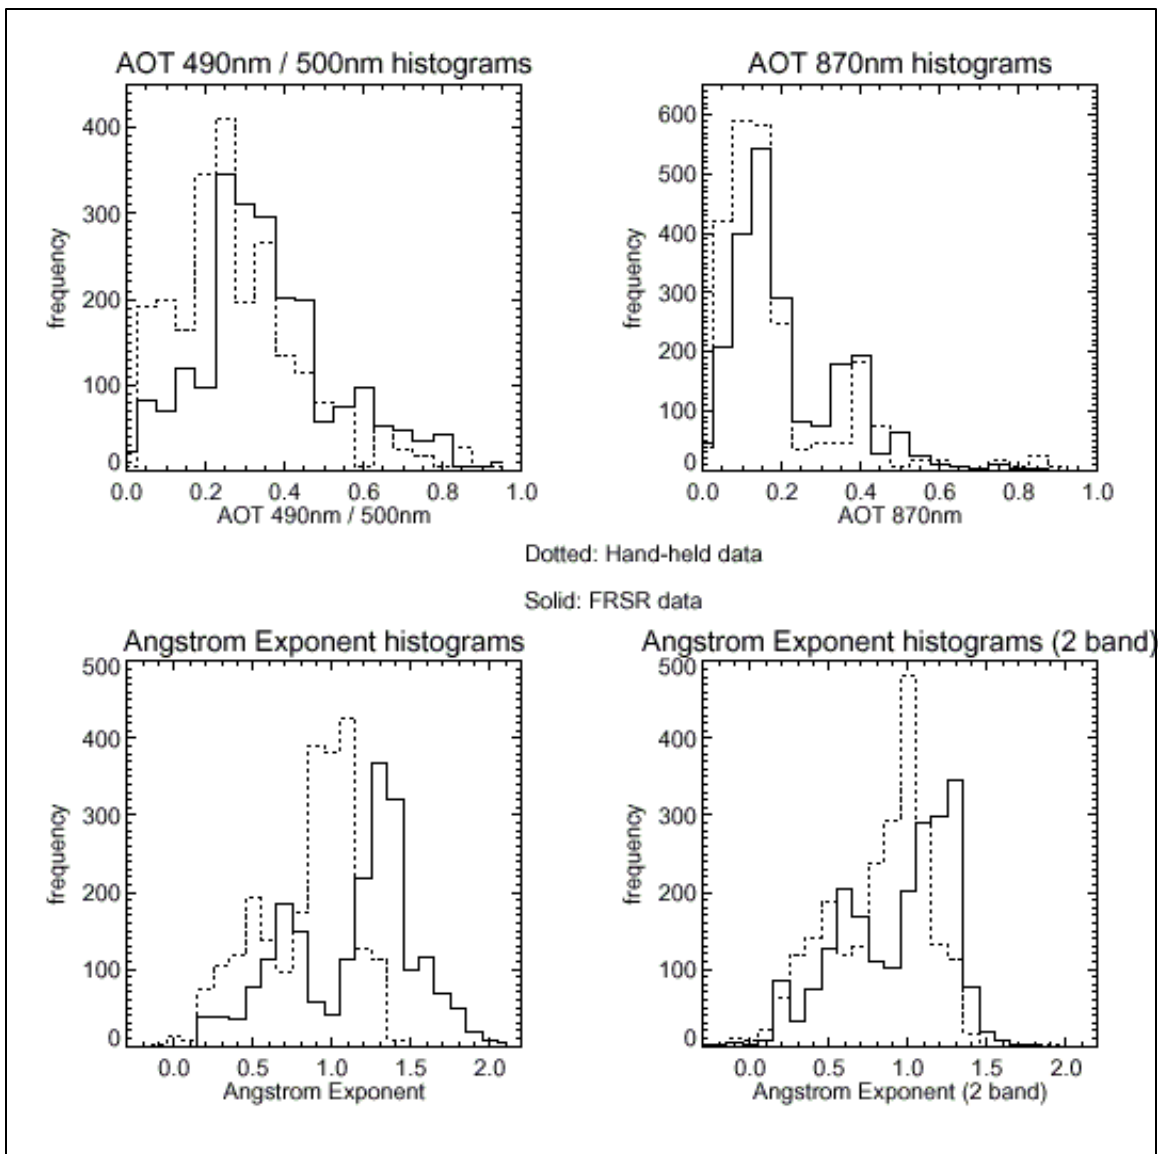 AOT 490nm / 500nm histograms
400
300
200
100
0
frequency
0.0 0.2 0.4 0.6 0.8 1.0
AOT 490nm / 500nm
AOT 870nm histograms
600
500
400
300
200
100
0
frequency
0.0 0.2 0.4 0.6 0.8 1.0
AOT 870nm
Dotted: Hand-held data
Solid: FRSR data
Angstrom Exponent histograms
500
400
300
200
100
0
frequency
0.0 0.5 1.0 1.5 2.0
Angstrom Exponent
Angstrom Exponent histograms (2 band)
500
400
300
200
100
0
frequency
0.0 0.5 1.0 1.5 2.0
Angstrom Exponent (2 band)